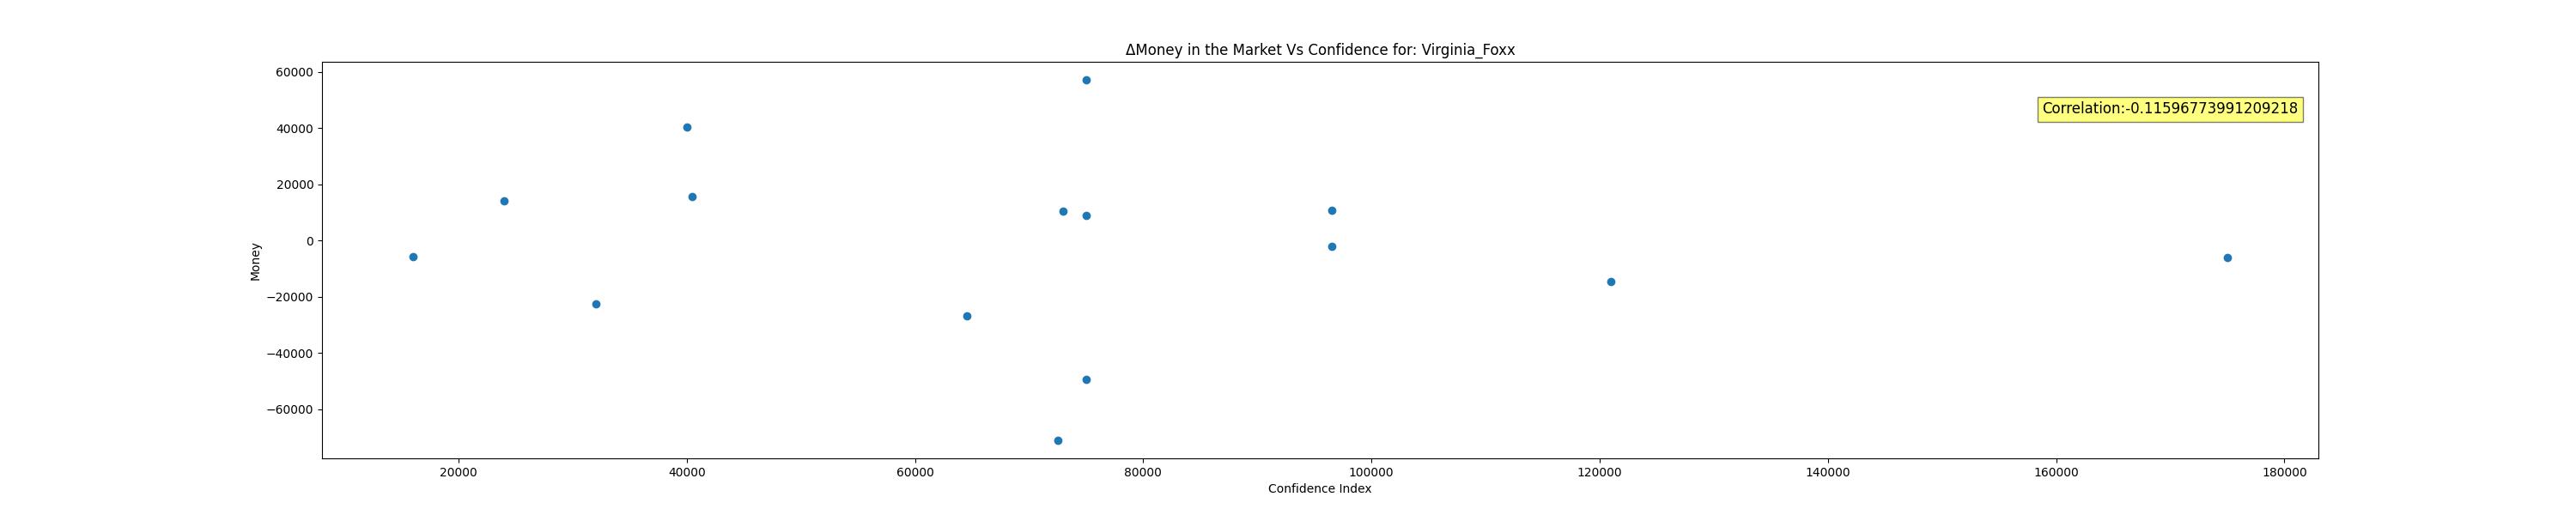 ΔMoney in the Market Vs Confidence for: Virginia_Foxx
60000
40000
20000
0
−20000
−40000
−60000
Money
Correlation:-0.11596773991209218
20000 40000 60000 80000 100000 120000 140000 160000 180000
Confidence Index